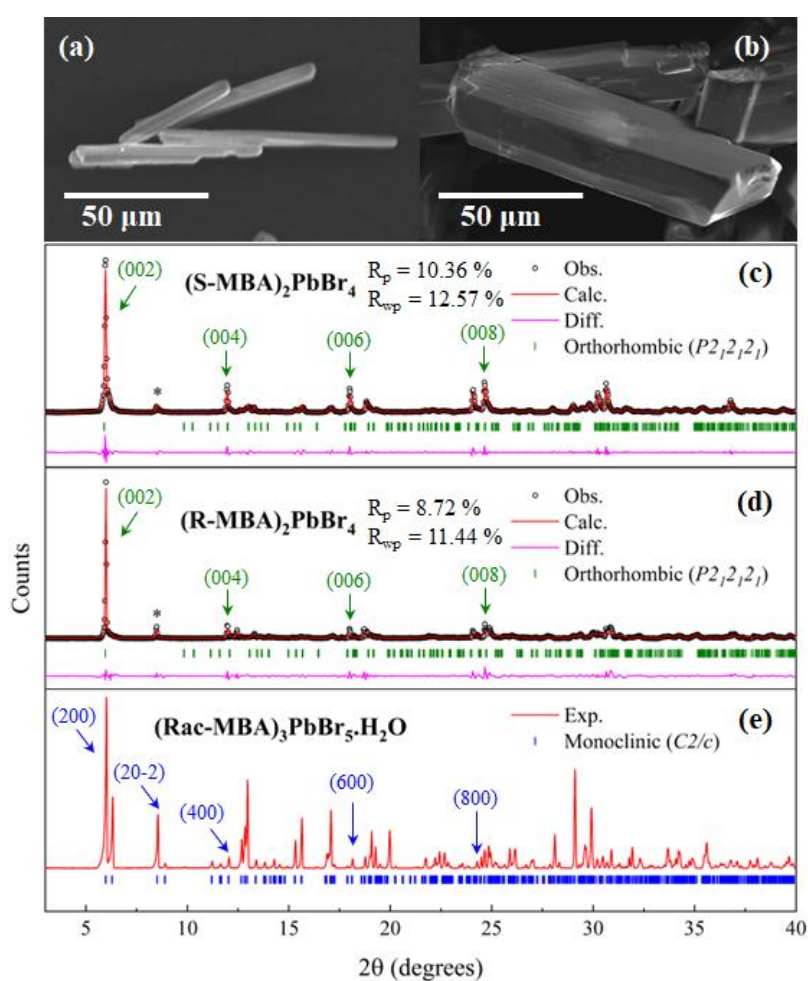 (a)
50 μm
(b)
50 μm
(002)
(S-MBA)₂PbBr₄
Rₚ = 10.36 %
R_wp = 12.57 %
Obs.
Calc.
Diff.
Orthorhombic (P2₁2₁2₁)
(c)
(004)
(006)
(008)
*
(002)
(R-MBA)₂PbBr₄
Rₚ = 8.72 %
R_wp = 11.44 %
Obs.
Calc.
Diff.
Orthorhombic (P2₁2₁2₁)
(d)
(004)
(006)
(008)
*
(200)
(Rac-MBA)₃PbBr₅.H₂O
Exp.
Monoclinic (C2/c)
(e)
(20-2)
(400)
(600)
(800)
Counts
5 10 15 20 25 30 35 40
2θ (degrees)